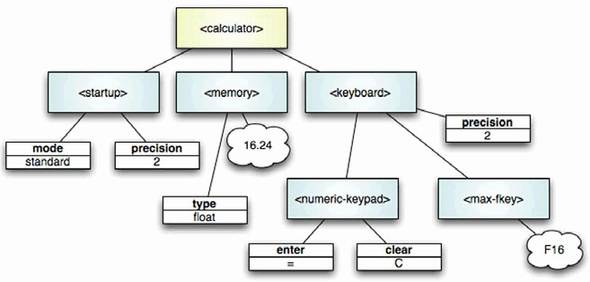 <calculator>
<startup>
<memory>
<keyboard>
mode
standard
precision
2
16.24
precision
2
type
float
<numeric-keypad>
<max-fkey>
enter
=
clear
C
F16